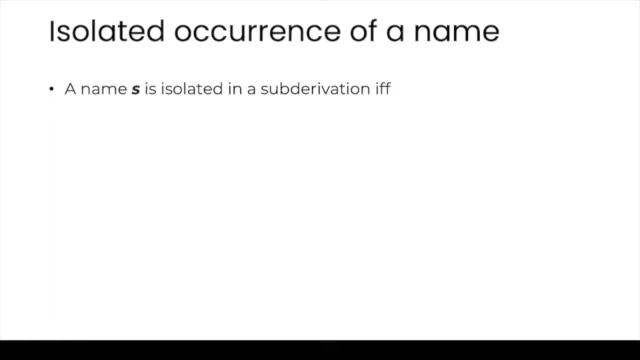 Isolated occurrence of a name
• A name s is isolated in a subderivation iff